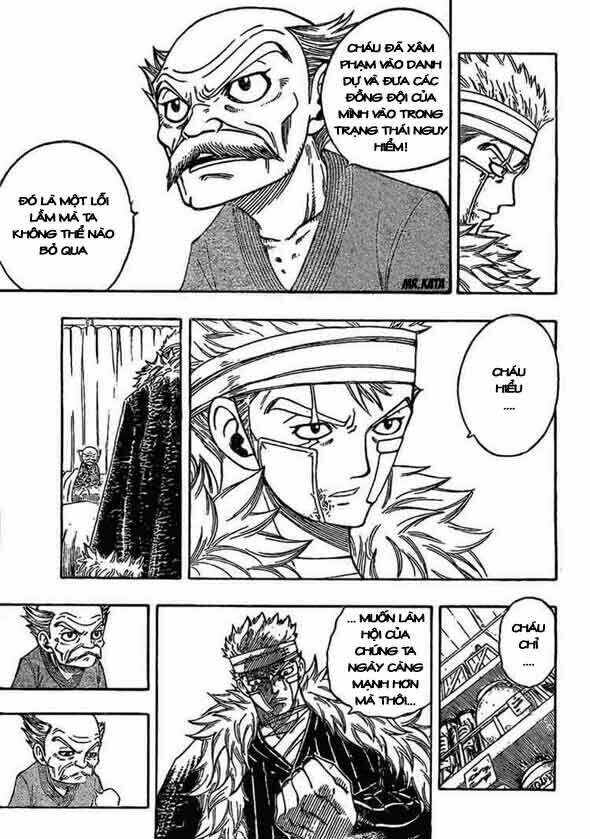 CHÁU ĐÃ XÂM
PHẠM VÀO DANH
DỰ VÀ ĐƯA CÁC
ĐỒNG ĐỘI CỦA
MÌNH VÀO TRONG
TRẠNG THÁI NGUY
HIỂM!
ĐÓ LÀ MỘT LỖI
LẦM MÀ TA
KHÔNG THỂ NÀO
BỎ QUA
MR.KATA
CHÁU
HIỂU
....
CHÁU
CHỈ
....
... MUỐN LÀM
HỘI CỦA
CHÚNG TA
NGÀY CÀNG
MẠNH HƠN
MÀ THÔI...